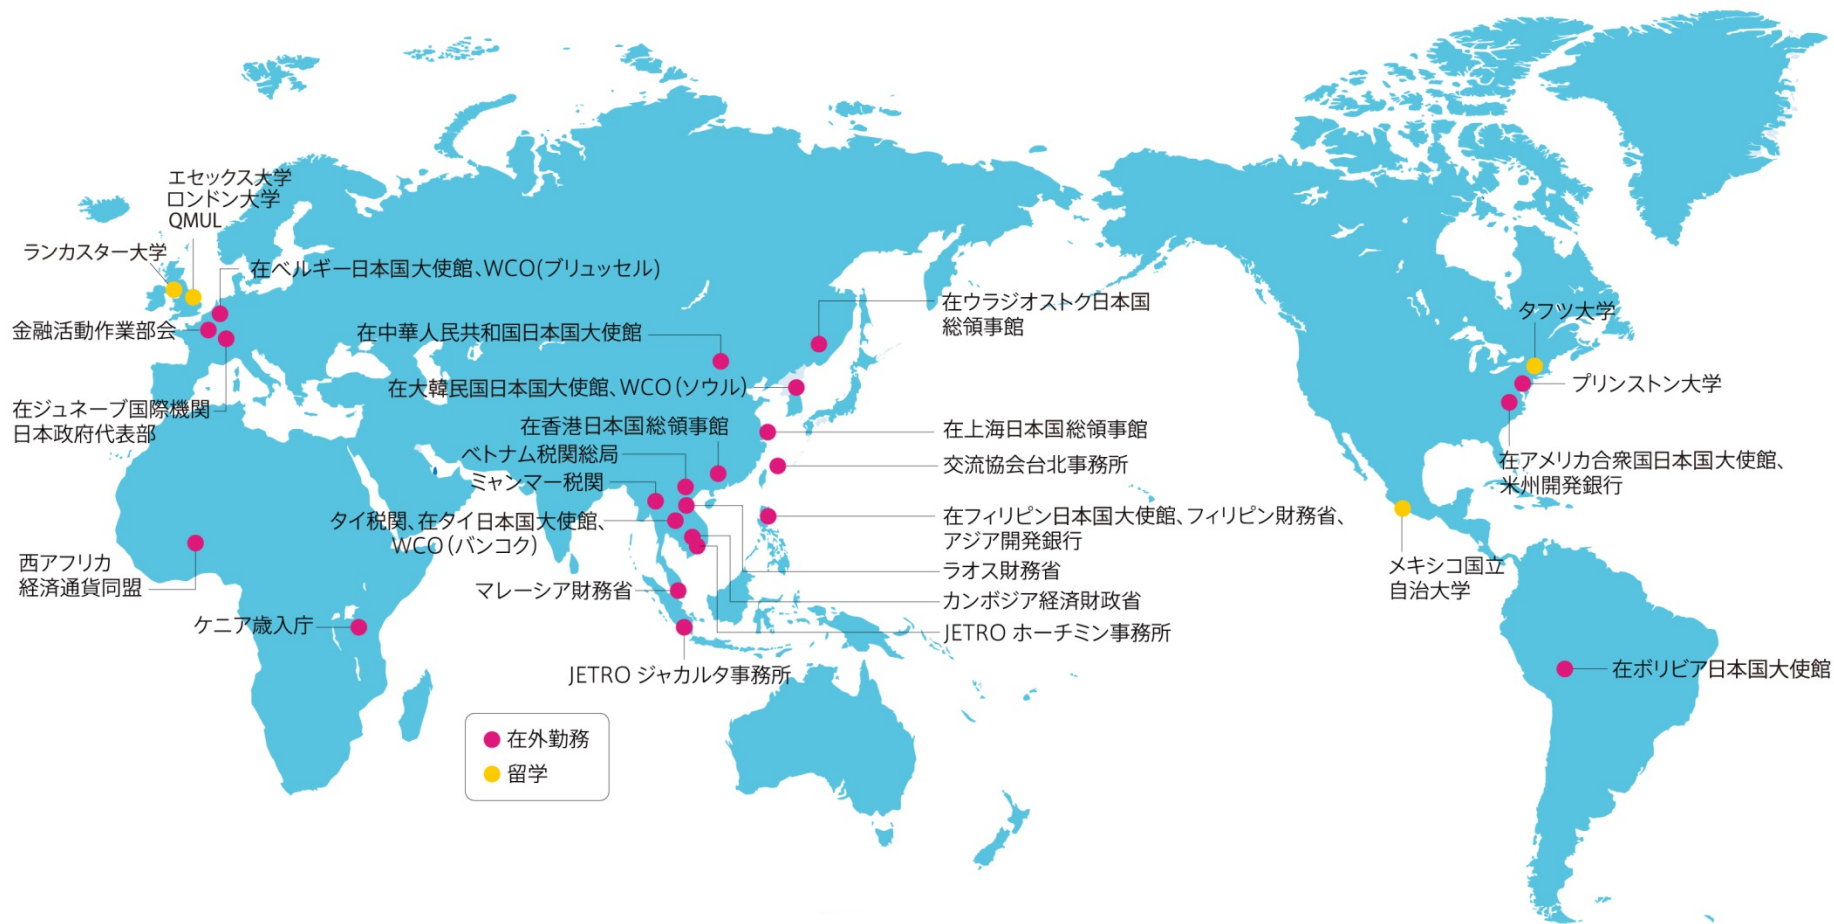 エセックス大学
ロンドン大学
QMUL
ランカスター大学
在ベルギー日本国大使館、WCO(ブリュッセル)
金融活動作業部会
在ジュネーブ国際機関
日本政府代表部
在中華人民共和国日本国大使館
在大韓民国日本国大使館、WCO(ソウル)
在香港日本国総領事館
ベトナム税関総局
ミャンマー税関
タイ税関、在タイ日本国大使館、
WCO(バンコク)
西アフリカ
経済通貨同盟
マレーシア財務省
ケニア歳入庁
JETRO ジャカルタ事務所
在ウラジオストク日本国
総領事館
在上海日本国総領事館
交流協会台北事務所
在フィリピン日本国大使館、フィリピン財務省、
アジア開発銀行
ラオス財務省
カンボジア経済財政省
JETRO ホーチミン事務所
タフツ大学
プリンストン大学
在アメリカ合衆国日本国大使館、
米州開発銀行
メキシコ国立
自治大学
在ボリビア日本国大使館
在外勤務
留学